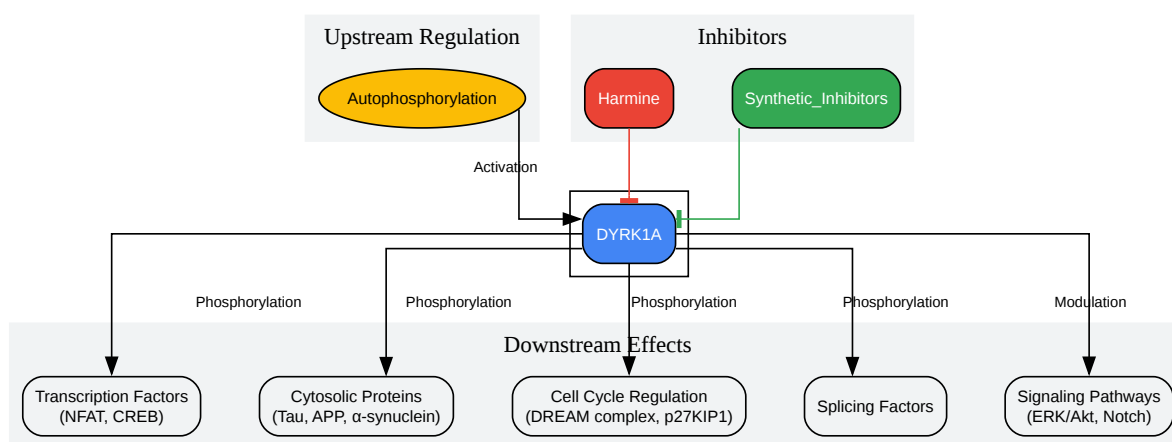 Upstream Regulation
Inhibitors
Autophosphorylation
Harmine
Synthetic_Inhibitors
Activation
DYRK1A
Phosphorylation
Phosphorylation
Phosphorylation
Phosphorylation
Modulation
Downstream Effects
Transcription Factors
(NFAT, CREB)
Cytosolic Proteins
(Tau, APP, α-synuclein)
Cell Cycle Regulation
(DREAM complex, p27KIP1)
Splicing Factors
Signaling Pathways
(ERK/Akt, Notch)